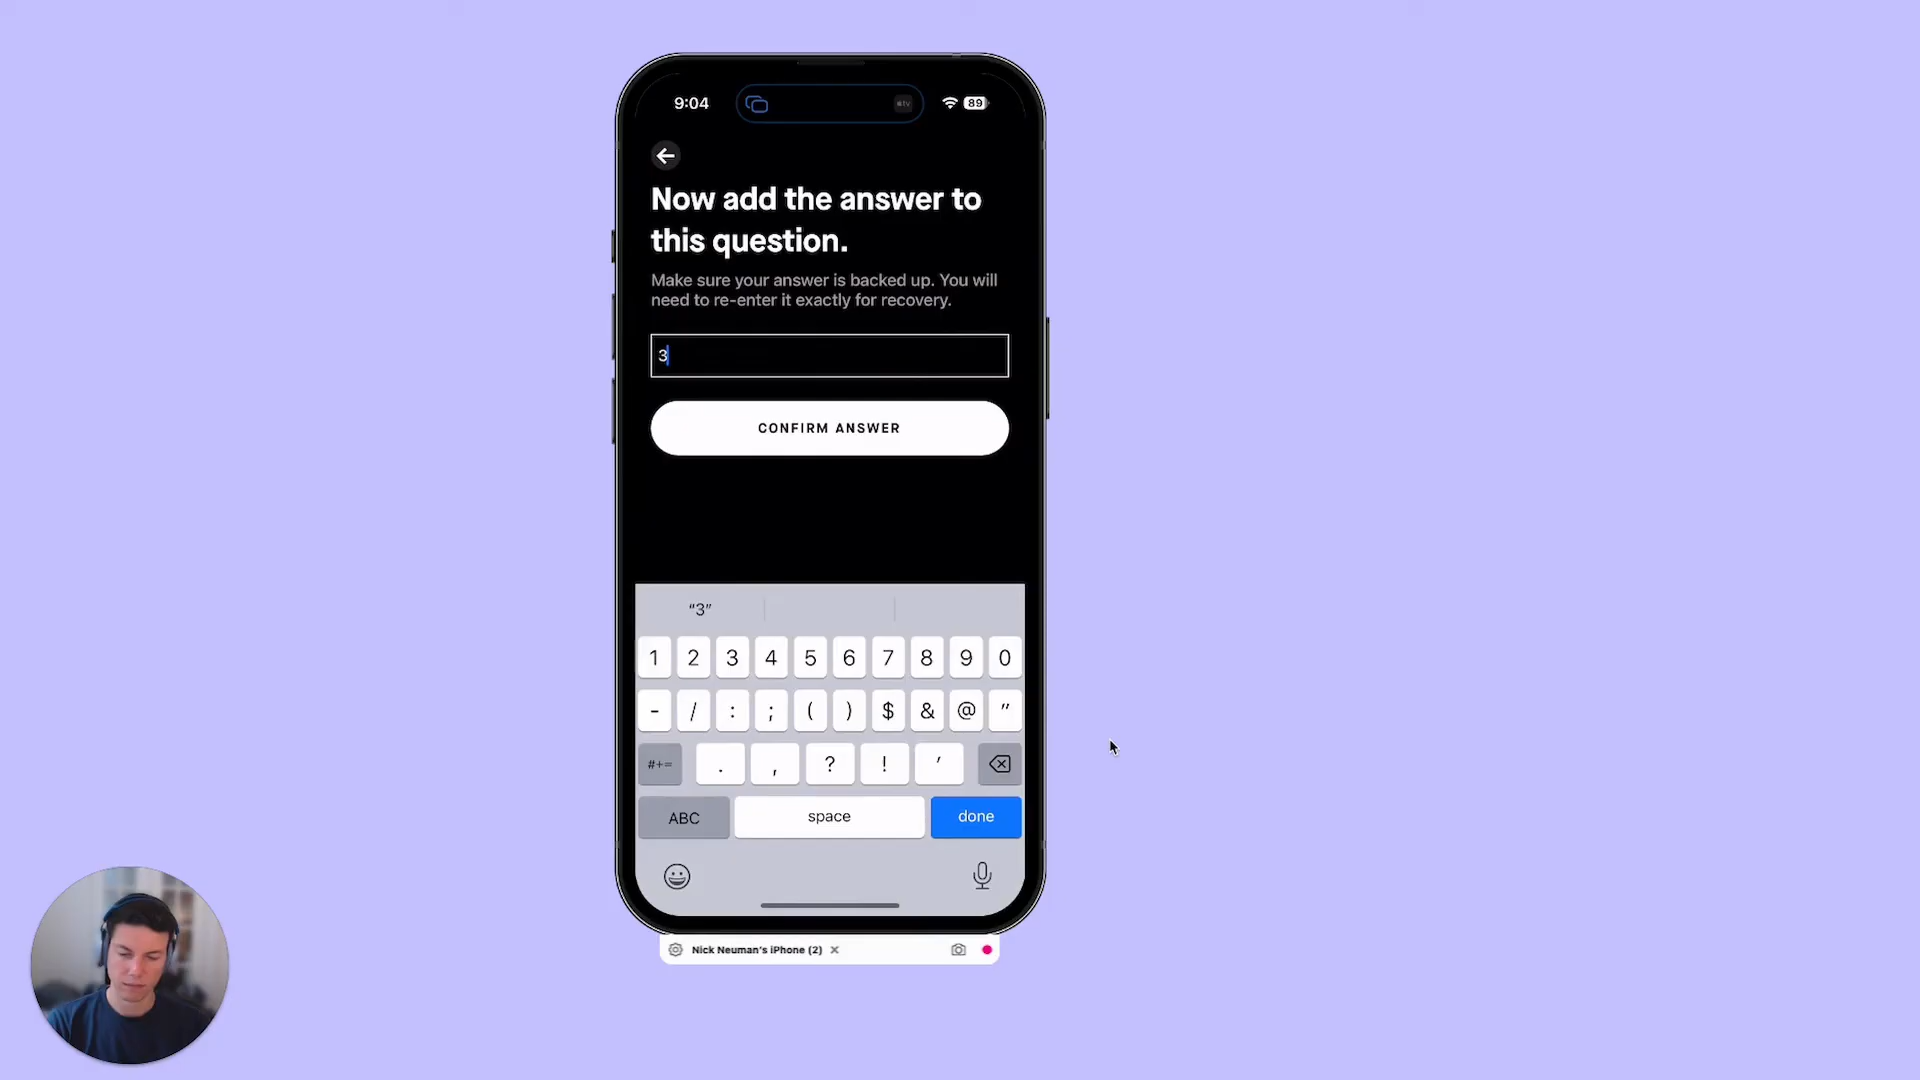 9:04
tv
89
Now add the answer to
this question.
Make sure your answer is backed up. You will
need to re-enter it exactly for recovery.
3
CONFIRM ANSWER
“3”
1 2 3 4 5 6 7 8 9 0
- / : ; ( ) $ & @ "
#+= . , ? ! ’
ABC space done
Nick Neuman's iPhone (2)